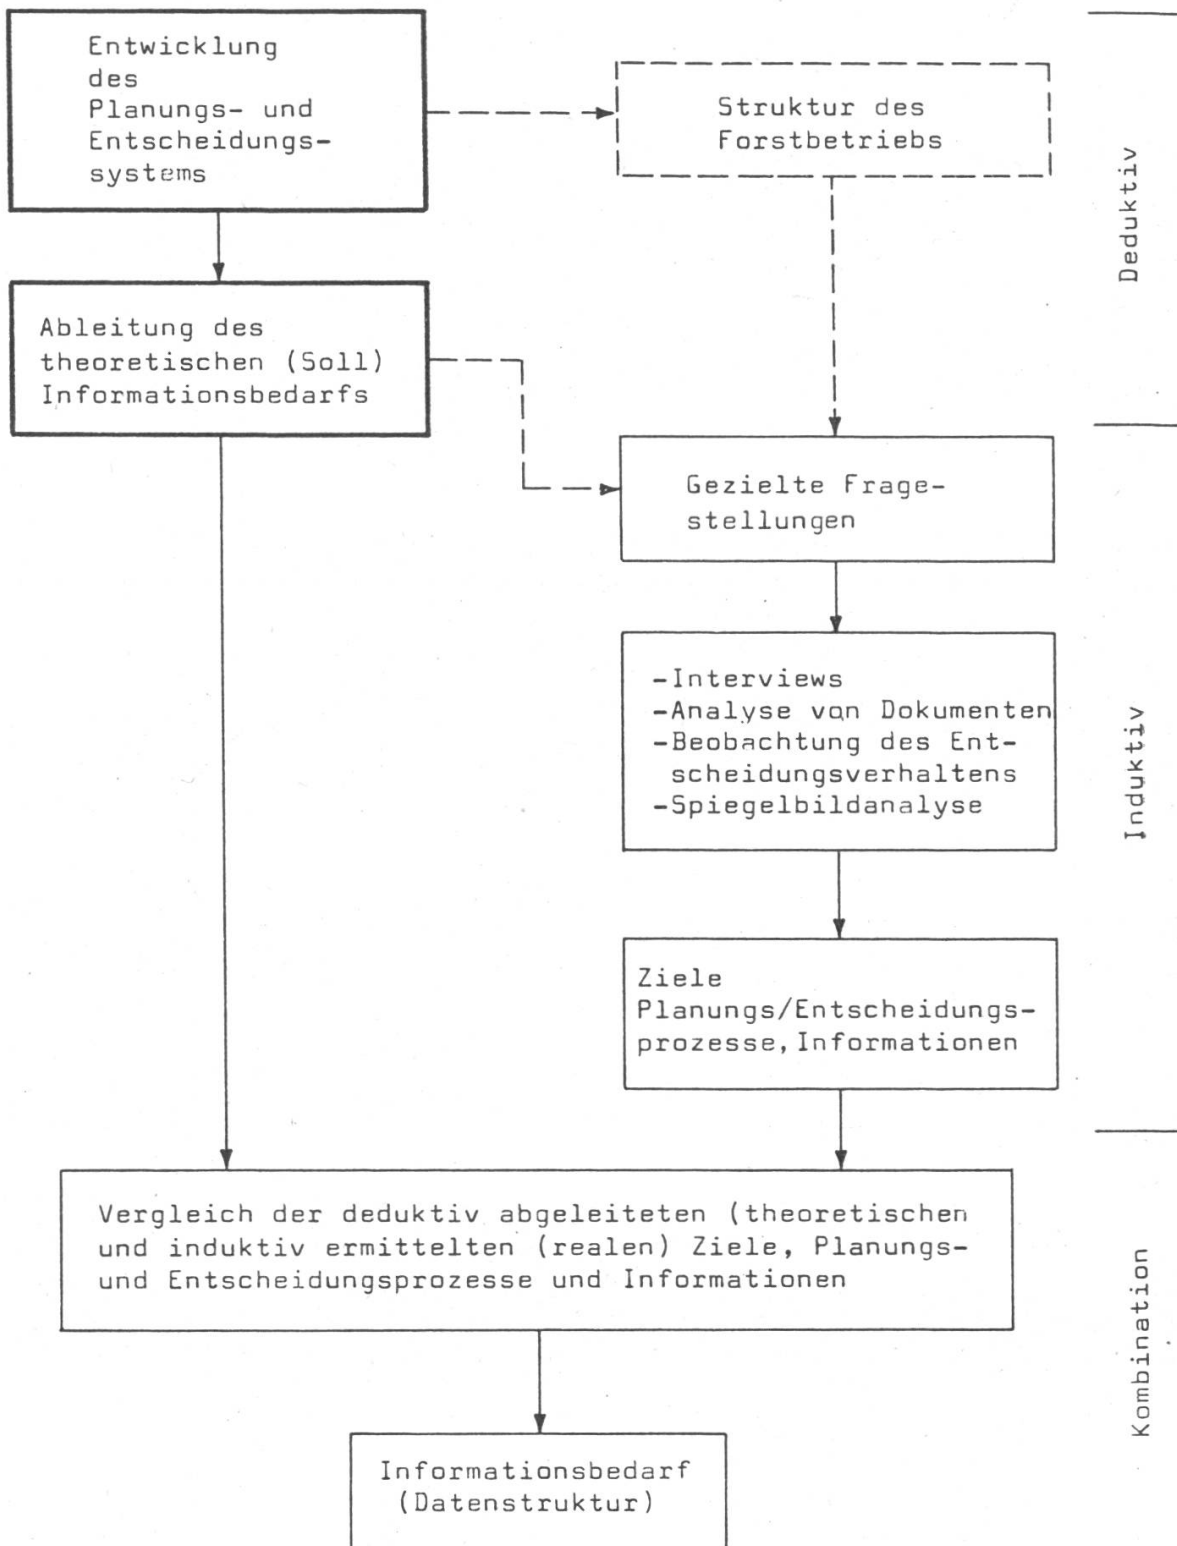 Entwicklung
des
Planungs- und
Entscheidungs-
systems
Struktur des
Forstbetriebs
Deduktiv
Ableitung des
theoretischen (Soll)
Informationsbedarfs
Gezielte Frage-
stellungen
-Interviews
-Analyse von Dokumenten
-Beobachtung des Ent-
scheidungsverhaltens
-Spiegelbildanalyse
Induktiv
Ziele
Planungs/Entscheidungs-
prozesse, Informationen
Vergleich der deduktiv abgeleiteten (theoretischen
und induktiv ermittelten (realen) Ziele, Planungs-
und Entscheidungsprozesse und Informationen
Kombination
Informationsbedarf
(Datenstruktur)